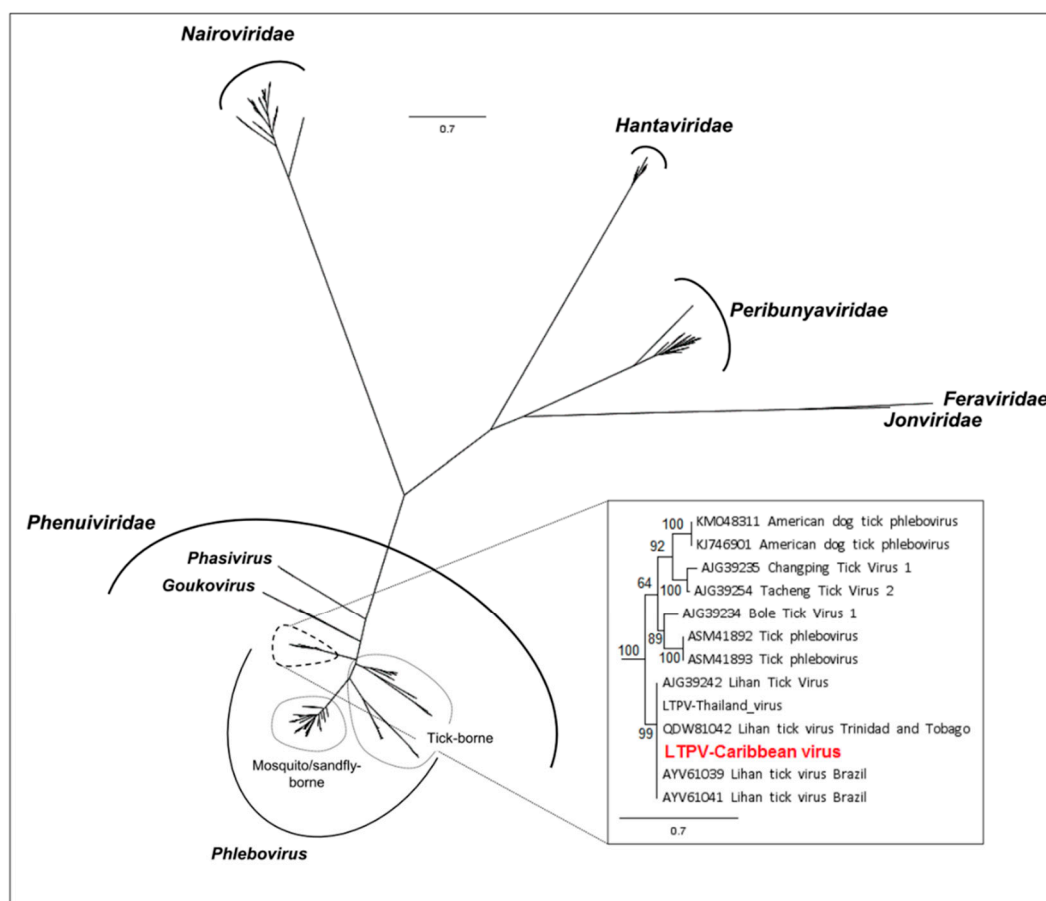 Nairoviridae
0.7
Hantaviridae
Peribunyaviridae
Feraviridae
Jonviridae
Phenuiviridae
Phasivirus
Goukovirus
Tick-borne
Mosquito/sandfly-
borne
Phlebovirus
100
KM048311 American dog tick phlebovirus
92
KJ746901 American dog tick phlebovirus
AJG39235 Changping Tick Virus 1
64
100
AJG39254 Tacheng Tick Virus 2
AJG39234 Bole Tick Virus 1
89
ASM41892 Tick phlebovirus
100
100
ASM41893 Tick phlebovirus
AJG39242 Lihan Tick Virus
LTPV-Thailand_virus
99
QDW81042 Lihan tick virus Trinidad and Tobago
LTPV-Caribbean virus
AYV61039 Lihan tick virus Brazil
AYV61041 Lihan tick virus Brazil
0.7